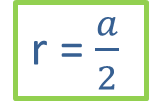 r = a/2